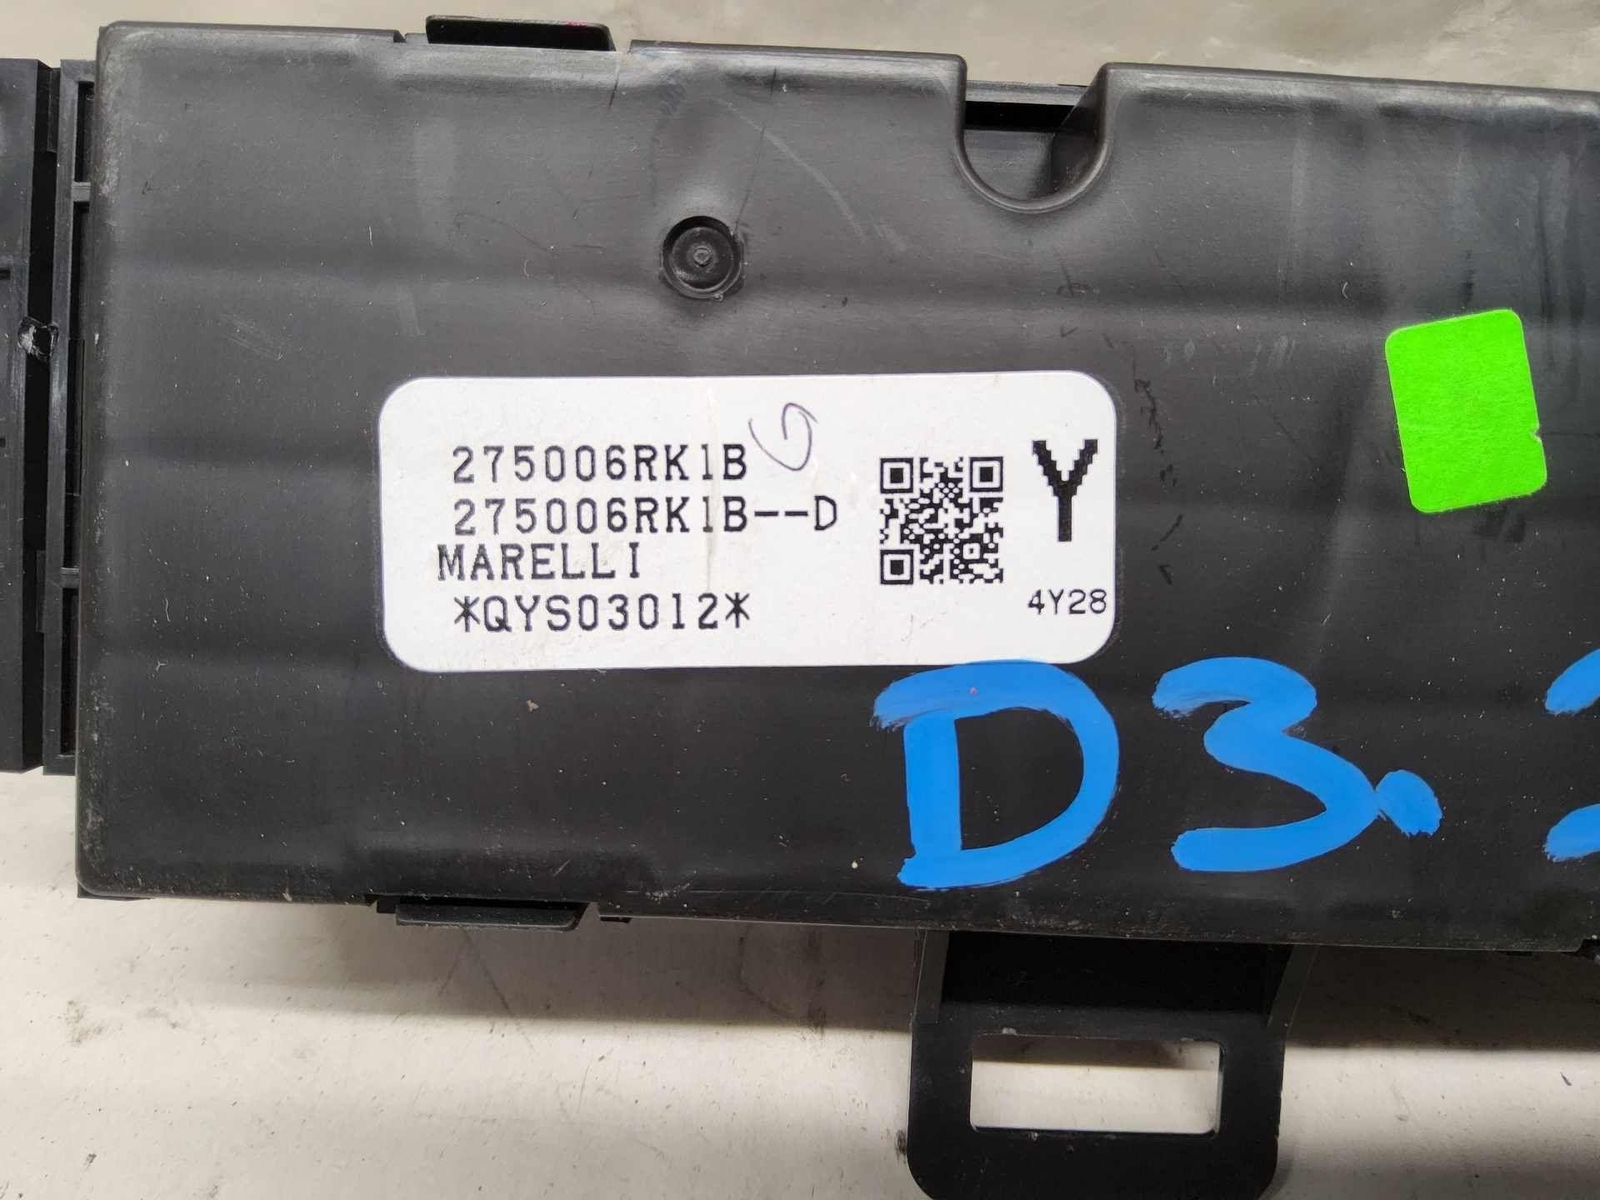 275006RK1B
275006RK1B--D
MARELLI
*QYS03012*
Y
4Y28
D3.